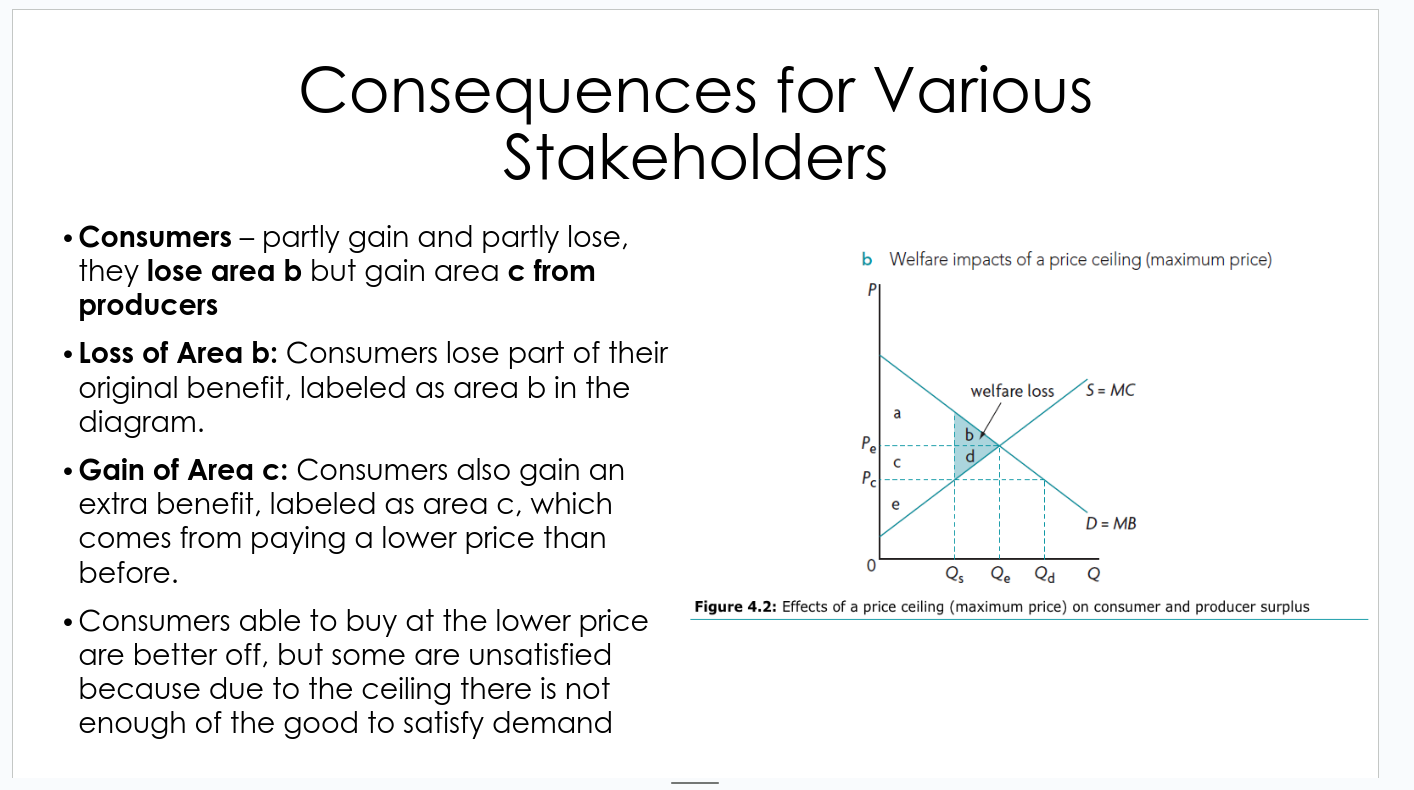 Consequences for Various
Stakeholders
• Consumers – partly gain and partly lose,
they lose area b but gain area c from
producers
• Loss of Area b: Consumers lose part of their
original benefit, labeled as area b in the
diagram.
• Gain of Area c: Consumers also gain an
extra benefit, labeled as area c, which
comes from paying a lower price than
before.
• Consumers able to buy at the lower price
are better off, but some are unsatisfied
because due to the ceiling there is not
enough of the good to satisfy demand
b Welfare impacts of a price ceiling (maximum price)
P
welfare loss
S = MC
a
b
Pe
d
c
Pc
e
D = MB
0
Qs Qe Qd Q
Figure 4.2: Effects of a price ceiling (maximum price) on consumer and producer surplus